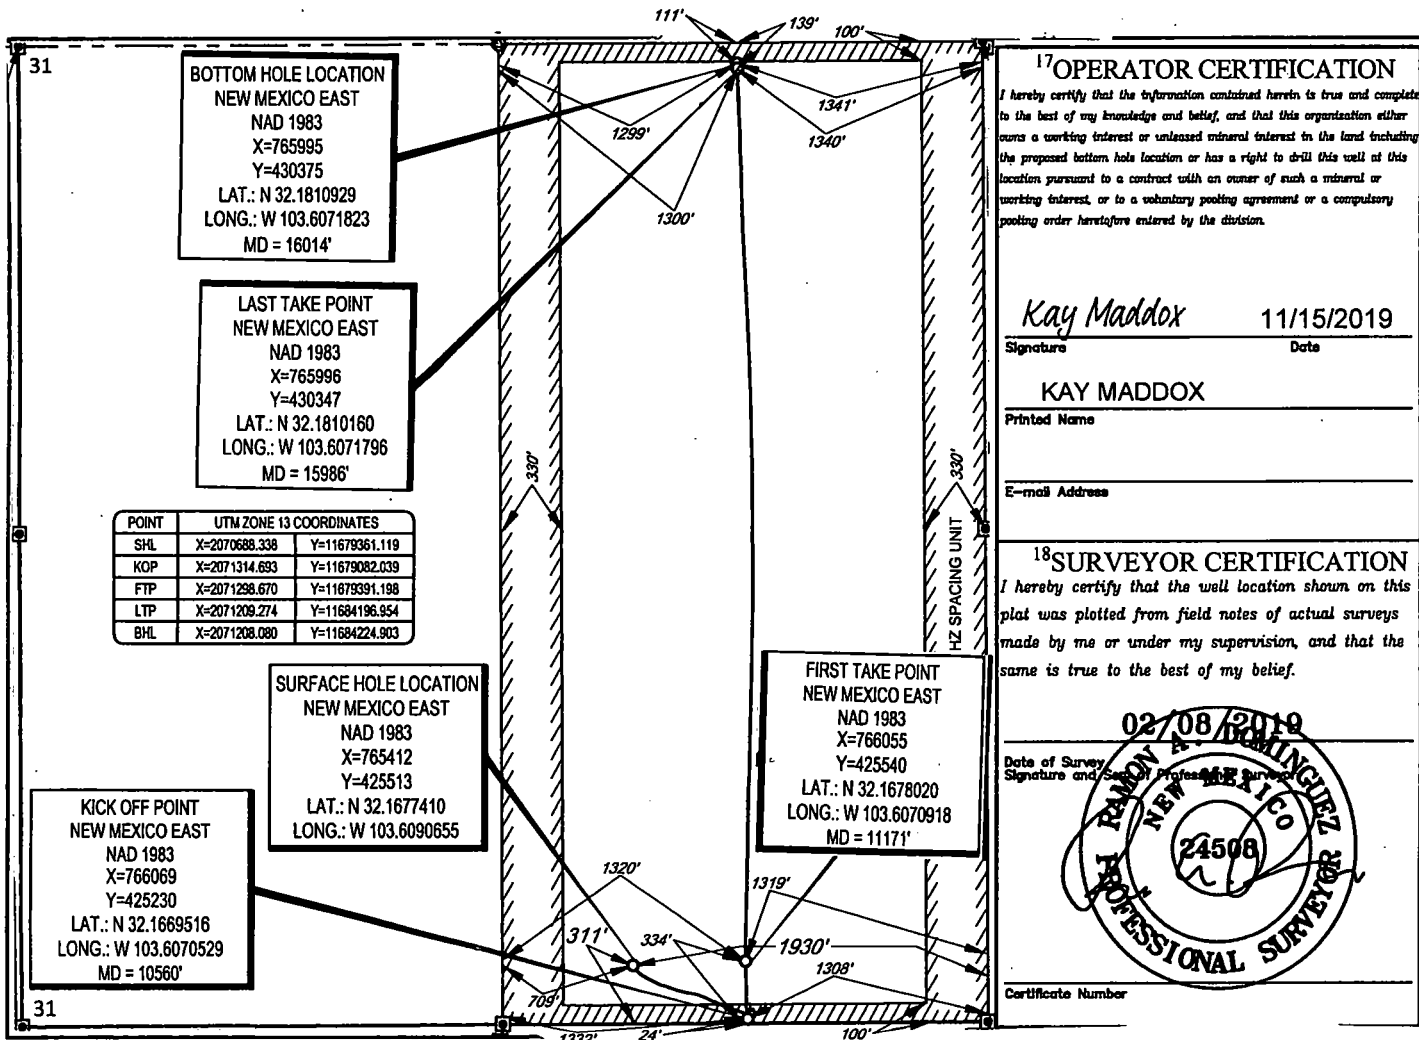 111'
139'
100'
31
BOTTOM HOLE LOCATION
NEW MEXICO EAST
NAD 1983
X=765995
Y=430375
LAT.: N 32.1810929
LONG.: W 103.6071823
MD = 16014'
1299'
1300'
1341'
1340'
LAST TAKE POINT
NEW MEXICO EAST
NAD 1983
X=765996
Y=430347
LAT.: N 32.1810160
LONG.: W 103.6071796
MD = 15986'
330'
330'
HZ SPACING UNIT
POINT UTM ZONE 13 COORDINATES
SHL X=2070688.338 Y=11679361.119
KOP X=2071314.693 Y=11679082.039
FTP X=2071298.670 Y=11679391.198
LTP X=2071209.274 Y=11684196.954
BHL X=2071208.080 Y=11684224.903
SURFACE HOLE LOCATION
NEW MEXICO EAST
NAD 1983
X=765412
Y=425513
LAT.: N 32.1677410
LONG.: W 103.6090655
FIRST TAKE POINT
NEW MEXICO EAST
NAD 1983
X=766055
Y=425540
LAT.: N 32.1678020
LONG.: W 103.6070918
MD = 11171'
KICK OFF POINT
NEW MEXICO EAST
NAD 1983
X=766069
Y=425230
LAT.: N 32.1669516
LONG.: W 103.6070529
MD = 10560'
1320'
1319'
311'
334'
1930'
709'
1308'
31
24'
100'
17 OPERATOR CERTIFICATION
I hereby certify that the information contained herein is true and complete
to the best of my knowledge and belief, and that this organization either
owns a working interest or unleased mineral interest in the land including
the proposed bottom hole location or has a right to drill this well at this
location pursuant to a contract with an owner of such a mineral or
working interest, or to a voluntary pooling agreement or a compulsory
pooling order heretofore entered by the division.
Kay Maddox 11/15/2019
Signature Date
KAY MADDOX
Printed Name
E-mail Address
18 SURVEYOR CERTIFICATION
I hereby certify that the well location shown on this
plat was plotted from field notes of actual surveys
made by me or under my supervision, and that the
same is true to the best of my belief.
02/08/2019
Date of Survey
Signature and Seal of Professional Surveyor
RAMON A. DOMINGUEZ
NEW MEXICO
24508
PROFESSIONAL SURVEYOR
Certificate Number